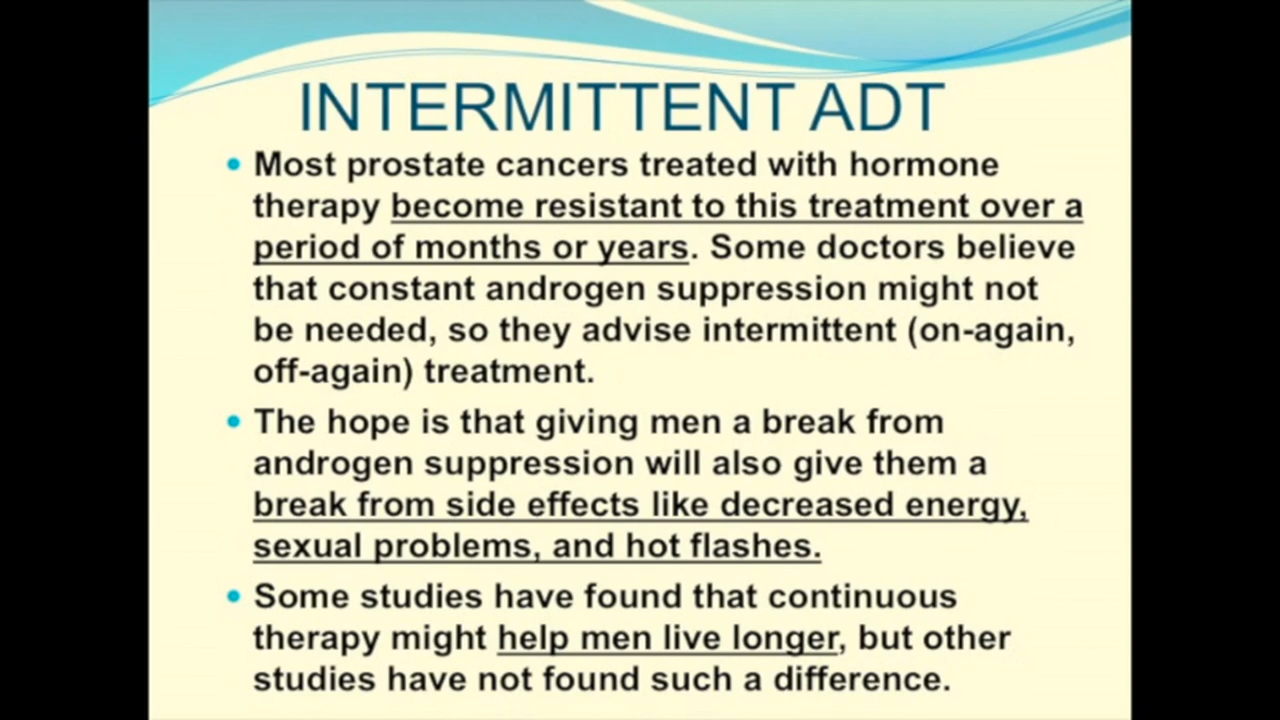 INTERMITTENT ADT
• Most prostate cancers treated with hormone
therapy become resistant to this treatment over a
period of months or years. Some doctors believe
that constant androgen suppression might not
be needed, so they advise intermittent (on-again,
off-again) treatment.
• The hope is that giving men a break from
androgen suppression will also give them a
break from side effects like decreased energy,
sexual problems, and hot flashes.
• Some studies have found that continuous
therapy might help men live longer, but other
studies have not found such a difference.